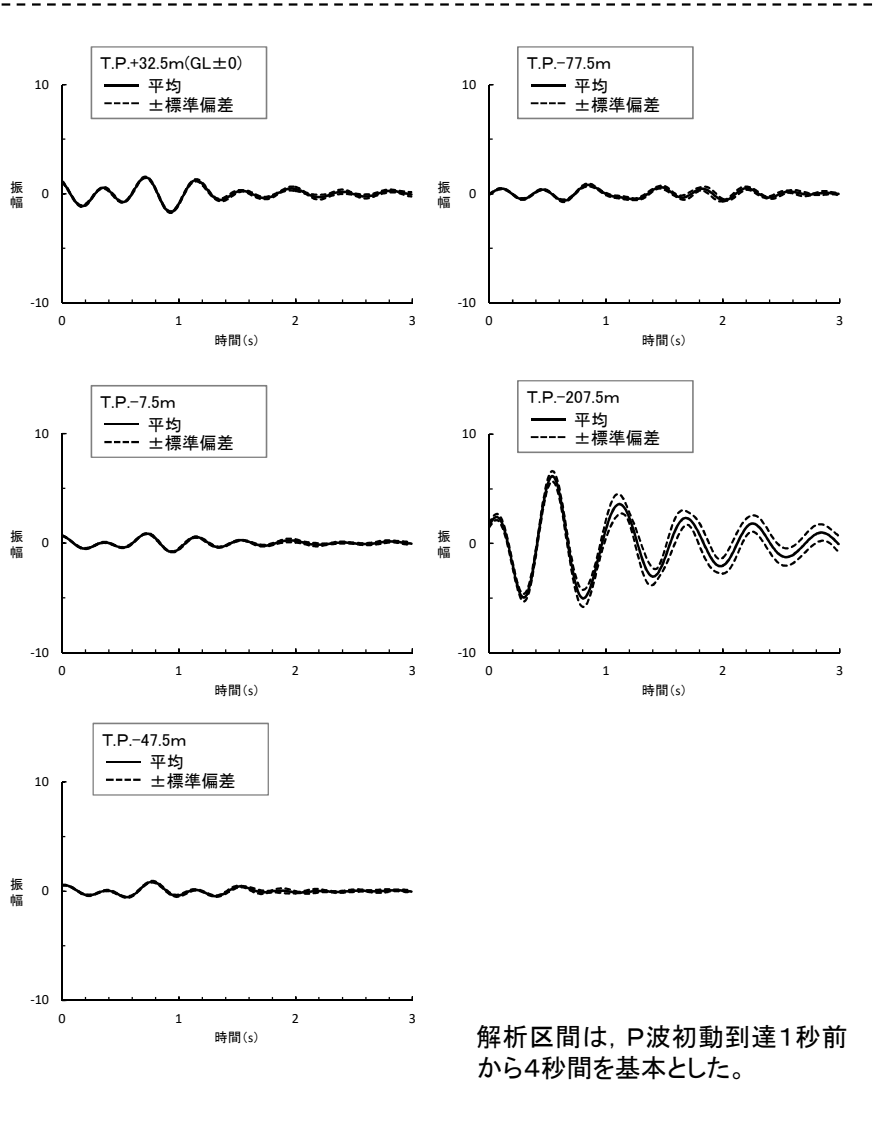 T.P.+32.5m(GL±0)
平均
±標準偏差
10
0
-10
振幅
0
1
2
3
時間(s)
T.P.-77.5m
平均
±標準偏差
10
0
-10
振幅
0
1
2
3
時間(s)
T.P.-7.5m
平均
±標準偏差
10
0
-10
振幅
0
1
2
3
時間(s)
T.P.-207.5m
平均
±標準偏差
10
0
-10
振幅
0
1
2
3
時間(s)
T.P.-47.5m
平均
±標準偏差
10
0
-10
振幅
0
1
2
3
時間(s)
解析区間は，P波初動到達1秒前
から4秒間を基本とした。